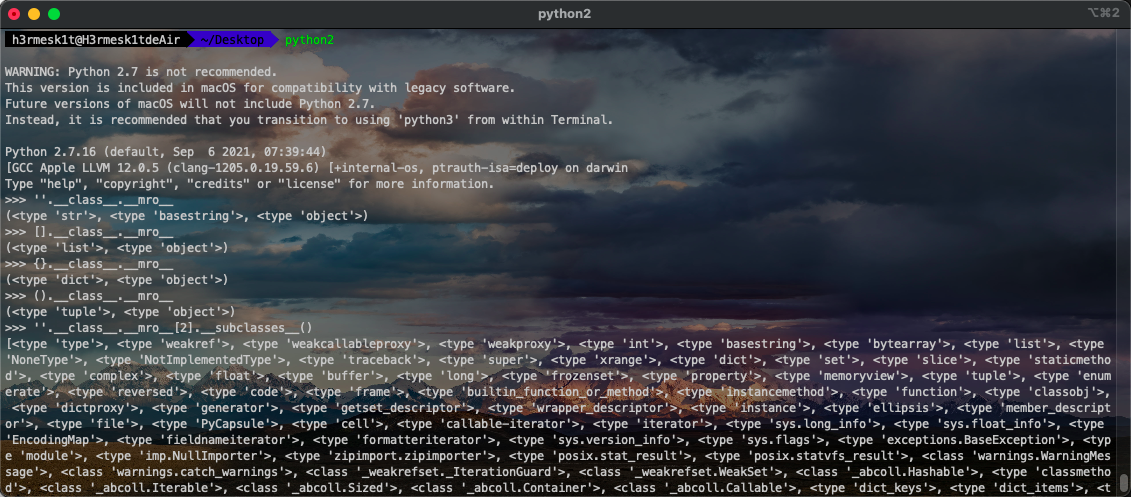 python2
⌥⌘2
h3rmesk1t@H3rmesk1tdeAir ~/Desktop python2
WARNING: Python 2.7 is not recommended.
This version is included in macOS for compatibility with legacy software.
Future versions of macOS will not include Python 2.7.
Instead, it is recommended that you transition to using 'python3' from within Terminal.
Python 2.7.16 (default, Sep  6 2021, 07:39:44)
[GCC Apple LLVM 12.0.5 (clang-1205.0.19.59.6) [+internal-os, ptrauth-isa=deploy on darwin
Type "help", "copyright", "credits" or "license" for more information.
>>> ''.__class__.__mro__
(<type 'str'>, <type 'basestring'>, <type 'object'>)
>>> [].__class__.__mro__
(<type 'list'>, <type 'object'>)
>>> {}.__class__.__mro__
(<type 'dict'>, <type 'object'>)
>>> ().__class__.__mro__
(<type 'tuple'>, <type 'object'>)
>>> ''.__class__.__mro__[2].__subclasses__()
[<type 'type'>, <type 'weakref'>, <type 'weakcallableproxy'>, <type 'weakproxy'>, <type 'int'>, <type 'basestring'>, <type 'bytearray'>, <type 'list'>, <type
'NoneType'>, <type 'NotImplementedType'>, <type 'traceback'>, <type 'super'>, <type 'xrange'>, <type 'dict'>, <type 'set'>, <type 'slice'>, <type 'staticmetho
d'>, <type 'complex'>, <type 'float'>, <type 'buffer'>, <type 'long'>, <type 'frozenset'>, <type 'property'>, <type 'memoryview'>, <type 'tuple'>, <type 'enum
erate'>, <type 'reversed'>, <type 'code'>, <type 'frame'>, <type 'builtin_function_or_method'>, <type 'instancemethod'>, <type 'function'>, <type 'classobj'>,
<type 'dictproxy'>, <type 'generator'>, <type 'getset_descriptor'>, <type 'wrapper_descriptor'>, <type 'instance'>, <type 'ellipsis'>, <type 'member_descript
or'>, <type 'file'>, <type 'PyCapsule'>, <type 'cell'>, <type 'callable-iterator'>, <type 'iterator'>, <type 'sys.long_info'>, <type 'sys.float_info'>, <type
'EncodingMap'>, <type 'fieldnameiterator'>, <type 'formatteriterator'>, <type 'sys.version_info'>, <type 'sys.flags'>, <type 'exceptions.BaseException'>, <typ
e 'module'>, <type 'imp.NullImporter'>, <type 'zipimport.zipimporter'>, <type 'posix.stat_result'>, <type 'posix.statvfs_result'>, <class 'warnings.WarningMes
sage'>, <class 'warnings.catch_warnings'>, <class '_weakrefset._IterationGuard'>, <class '_weakrefset.WeakSet'>, <class '_abcoll.Hashable'>, <type 'classmetho
d'>, <class '_abcoll.Iterable'>, <class '_abcoll.Sized'>, <class '_abcoll.Container'>, <class '_abcoll.Callable'>, <type 'dict_keys'>, <type 'dict_items'>, <t